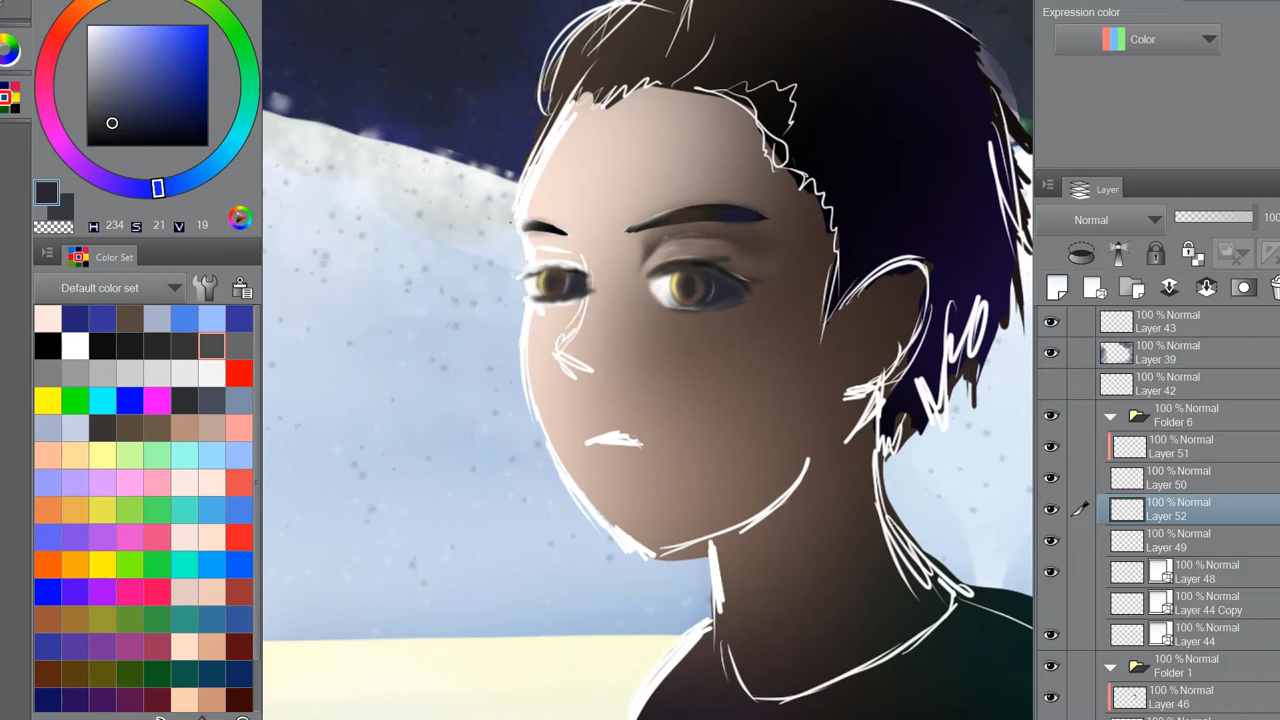 H 234 S 21 V 19
Color Set
Default color set
Expression color
Color
Layer
Normal
100
100 % Normal
Layer 43
100 % Normal
Layer 39
100 % Normal
Layer 42
100 % Normal
Folder 6
100 % Normal
Layer 51
100 % Normal
Layer 50
100 % Normal
Layer 52
100 % Normal
Layer 49
100 % Normal
Layer 48
100 % Normal
Layer 44 Copy
100 % Normal
Layer 44
100 % Normal
Folder 1
100 % Normal
Layer 46